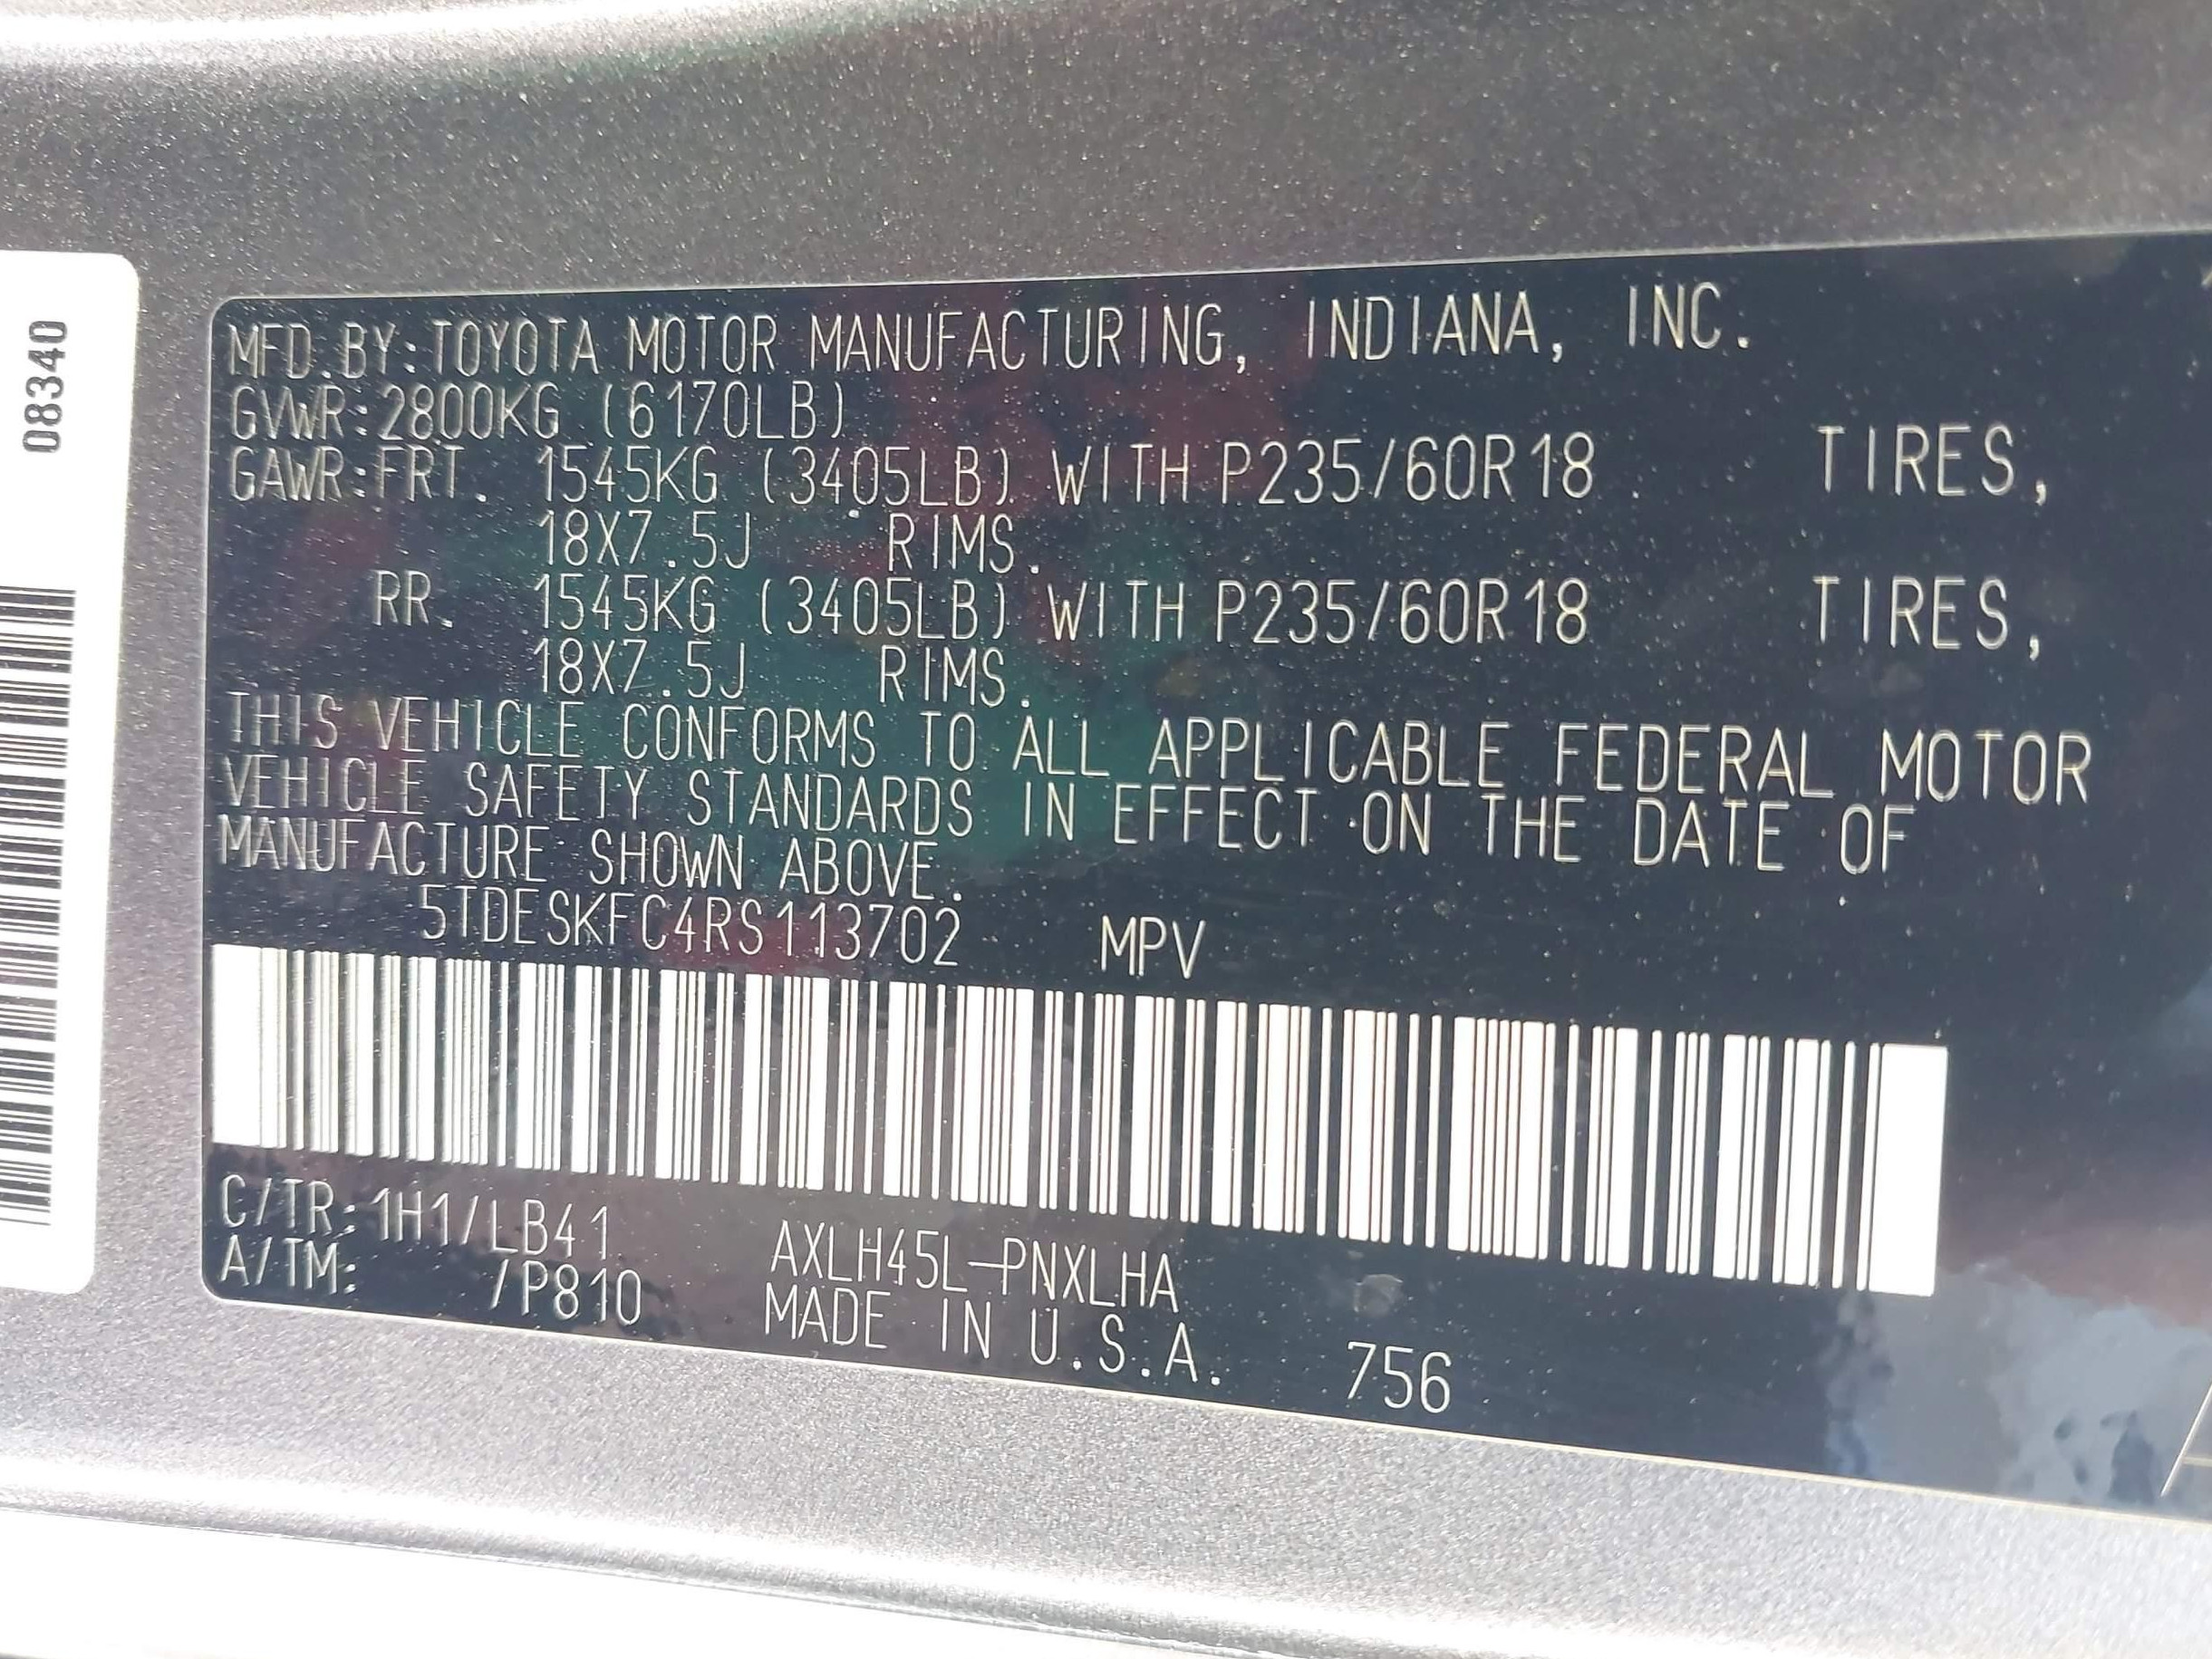 08340
MFD.BY:TOYOTA MOTOR MANUFACTURING, INDIANA, INC.
GVWR:2800KG (6170LB)
GAWR:FRT. 1545KG (3405LB) WITH P235/60R18 TIRES,
18X7.5J RIMS.
RR. 1545KG (3405LB) WITH P235/60R18 TIRES,
18X7.5J RIMS.
THIS VEHICLE CONFORMS TO ALL APPLICABLE FEDERAL MOTOR
VEHICLE SAFETY STANDARDS IN EFFECT ON THE DATE OF
MANUFACTURE SHOWN ABOVE.
5TDESKFC4RS113702 MPV
C/TR:1H1/LB41 AXLH45L-PNXLHA
A/TM: /P810 MADE IN U.S.A. 756